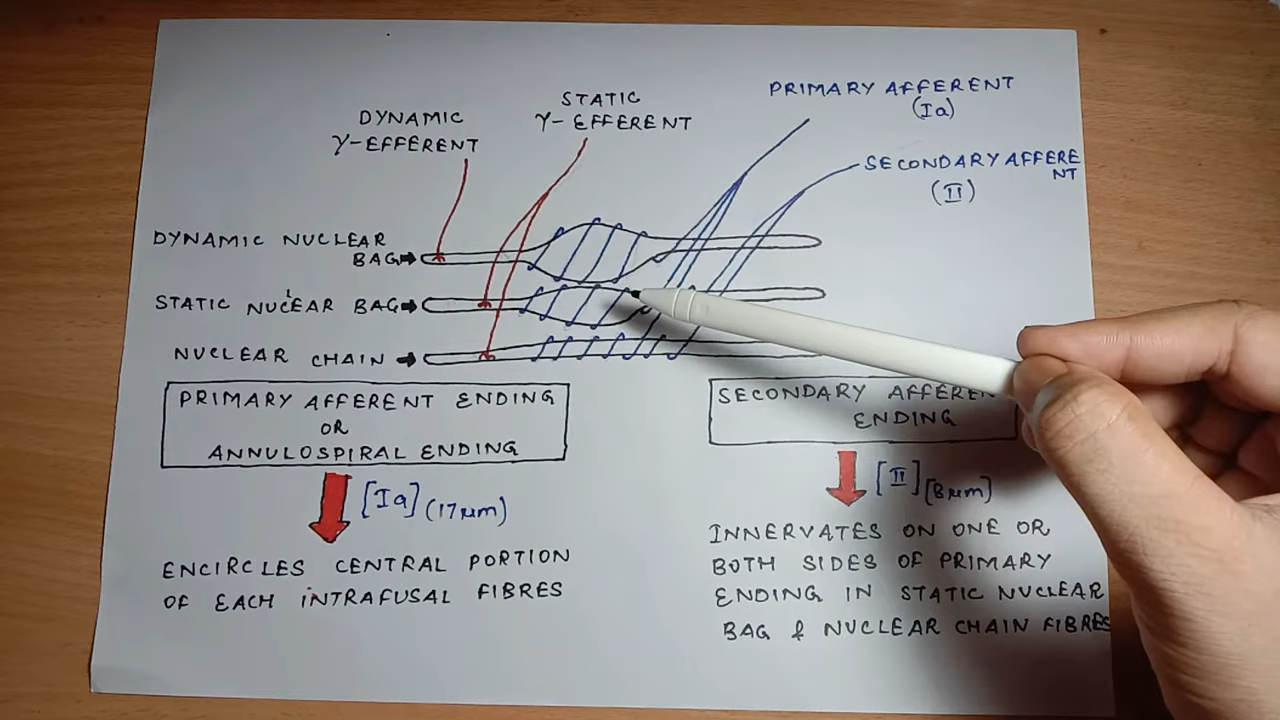 PRIMARY AFFERENT
(Ia)
STATIC
γ-EFFERENT
DYNAMIC
γ-EFFERENT
SECONDARY AFFERE
NT
(II)
DYNAMIC NUCLEAR
BAG
STATIC NUCLEAR BAG
NUCLEAR CHAIN
PRIMARY AFFERENT ENDING
OR
ANNULOSPIRAL ENDING
[Ia] (17μm)
ENCIRCLES CENTRAL PORTION
OF EACH INTRAFUSAL FIBRES
SECONDARY AFFEREN
ENDING
[II] [8μm]
INNERVATES ON ONE OR
BOTH SIDES OF PRIMARY
ENDING IN STATIC NUCLEAR
BAG & NUCLEAR CHAIN FIBRES